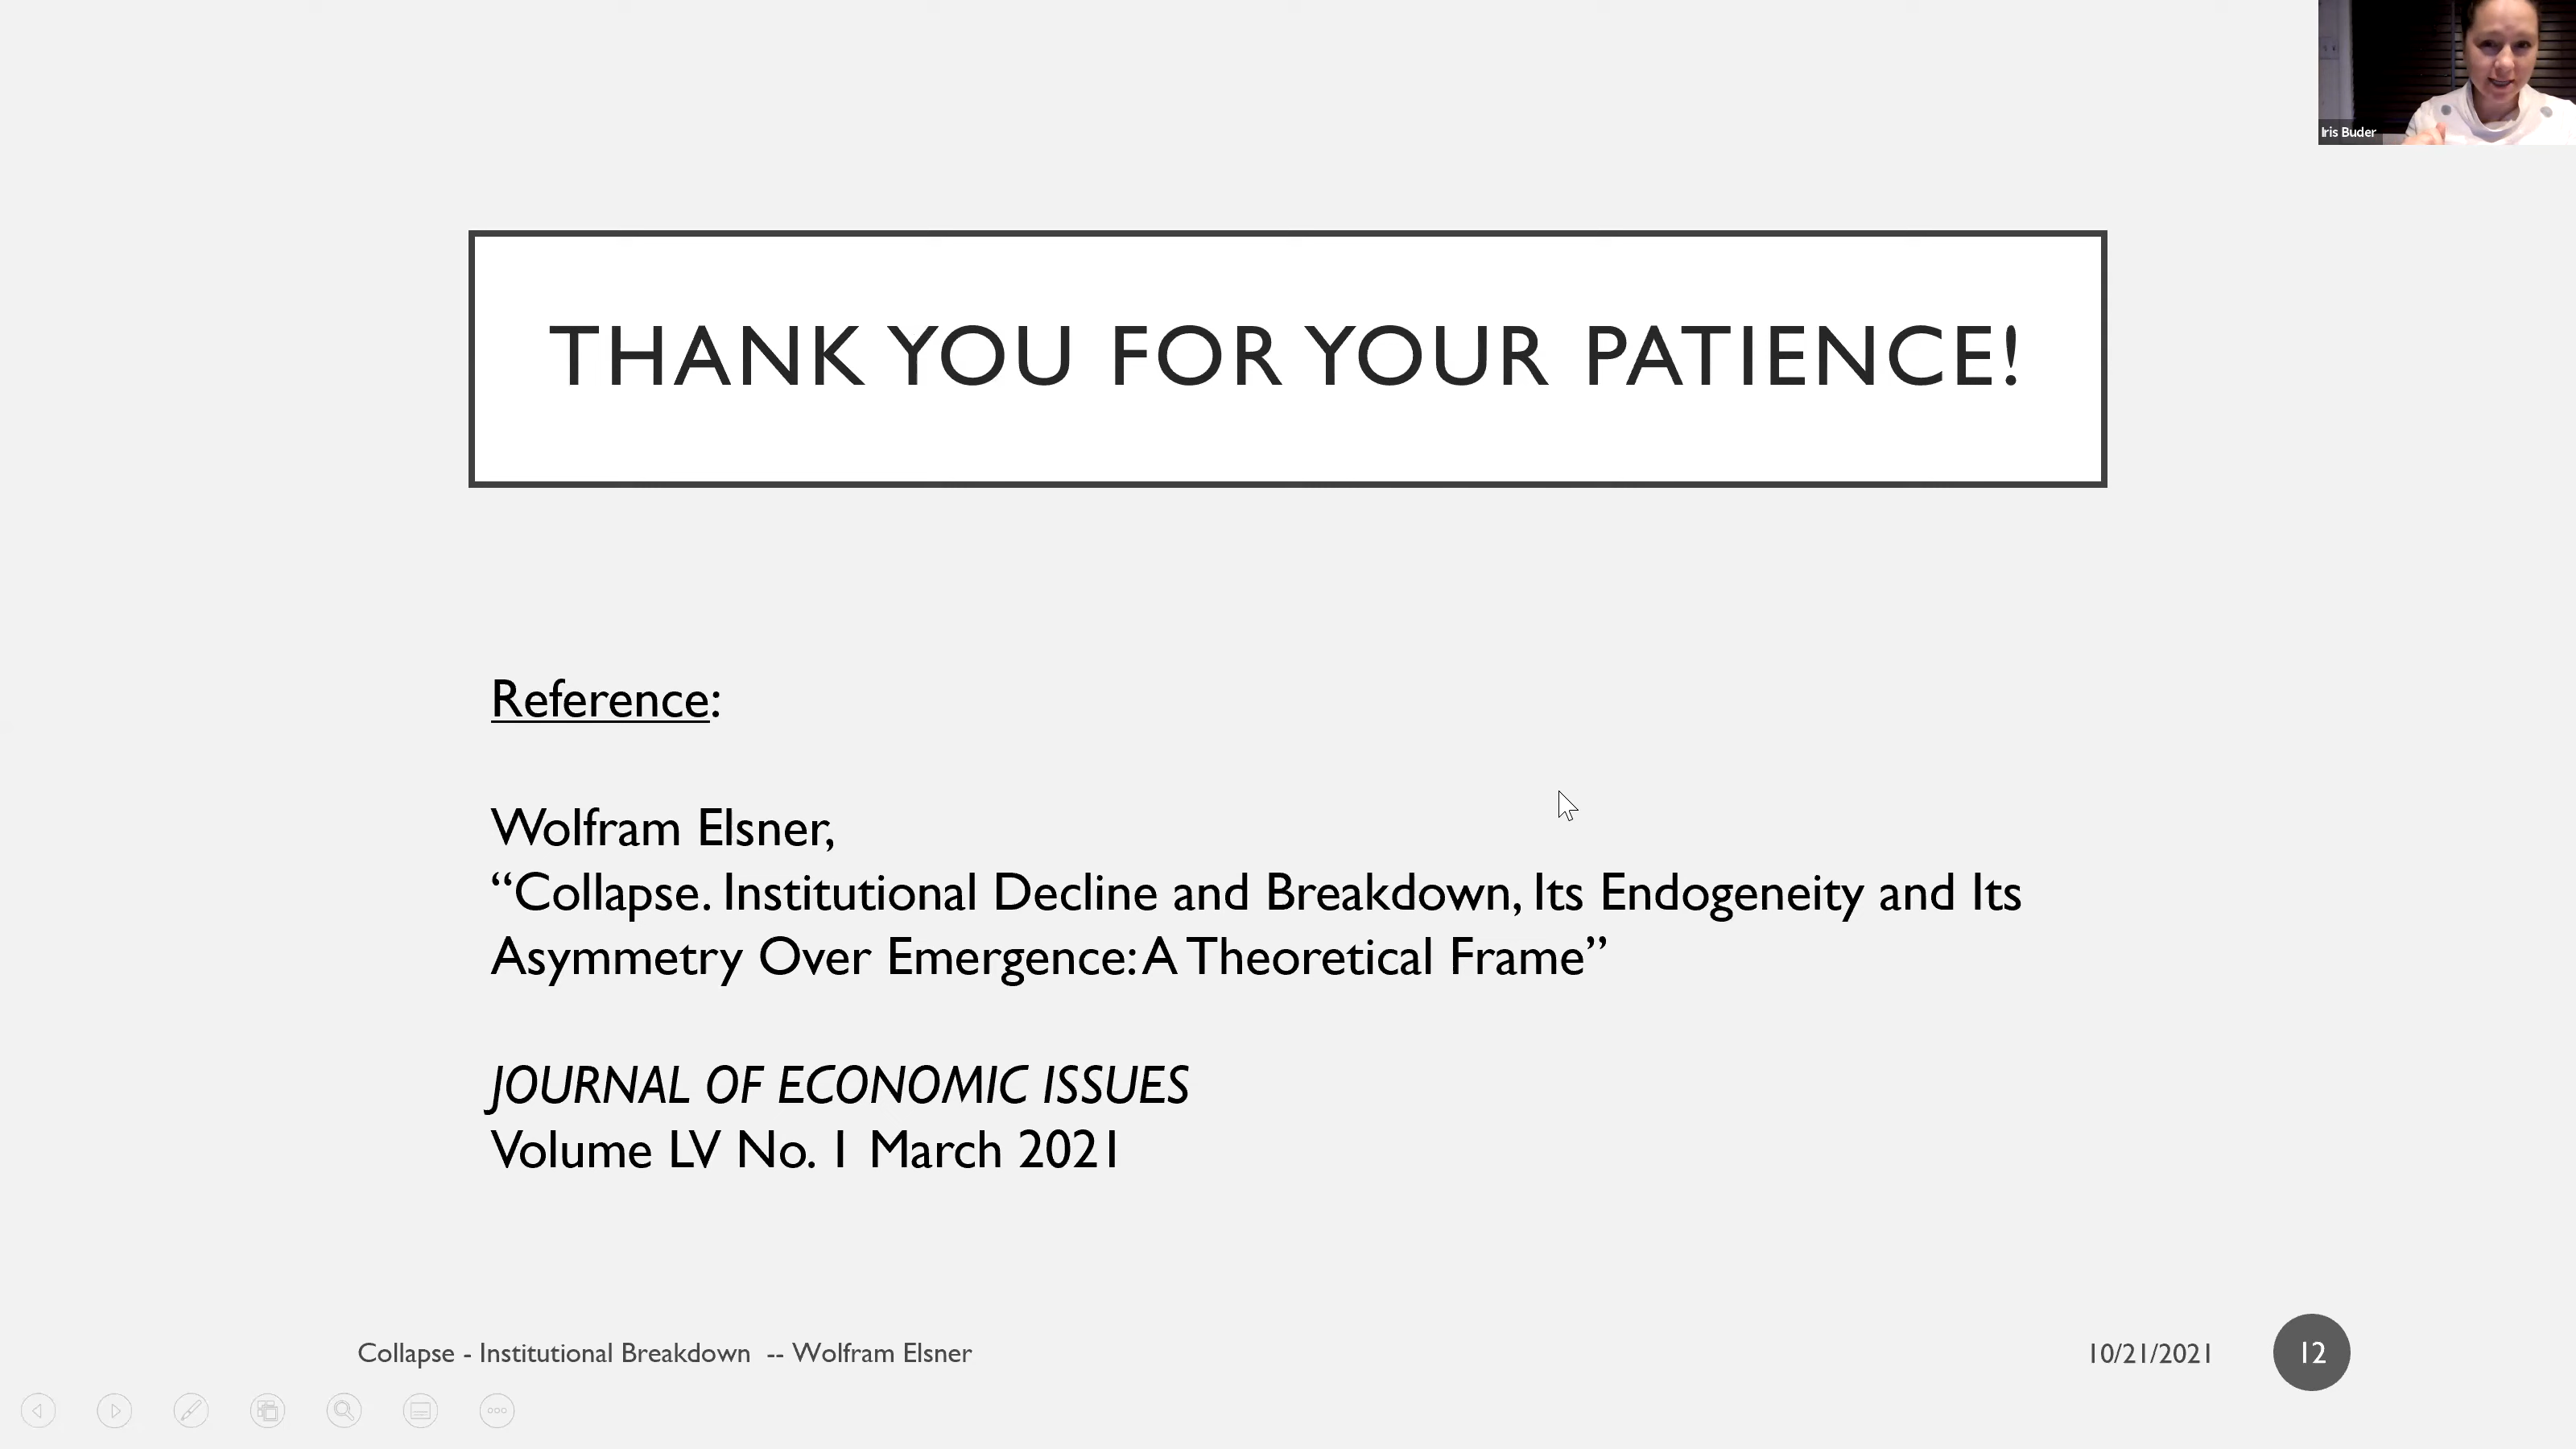 Iris Buder
THANK YOU FOR YOUR PATIENCE!
Reference:
Wolfram Elsner,
“Collapse. Institutional Decline and Breakdown, Its Endogeneity and Its
Asymmetry Over Emergence: A Theoretical Frame”
JOURNAL OF ECONOMIC ISSUES
Volume LV No. 1 March 2021
Collapse - Institutional Breakdown -- Wolfram Elsner
10/21/2021
12